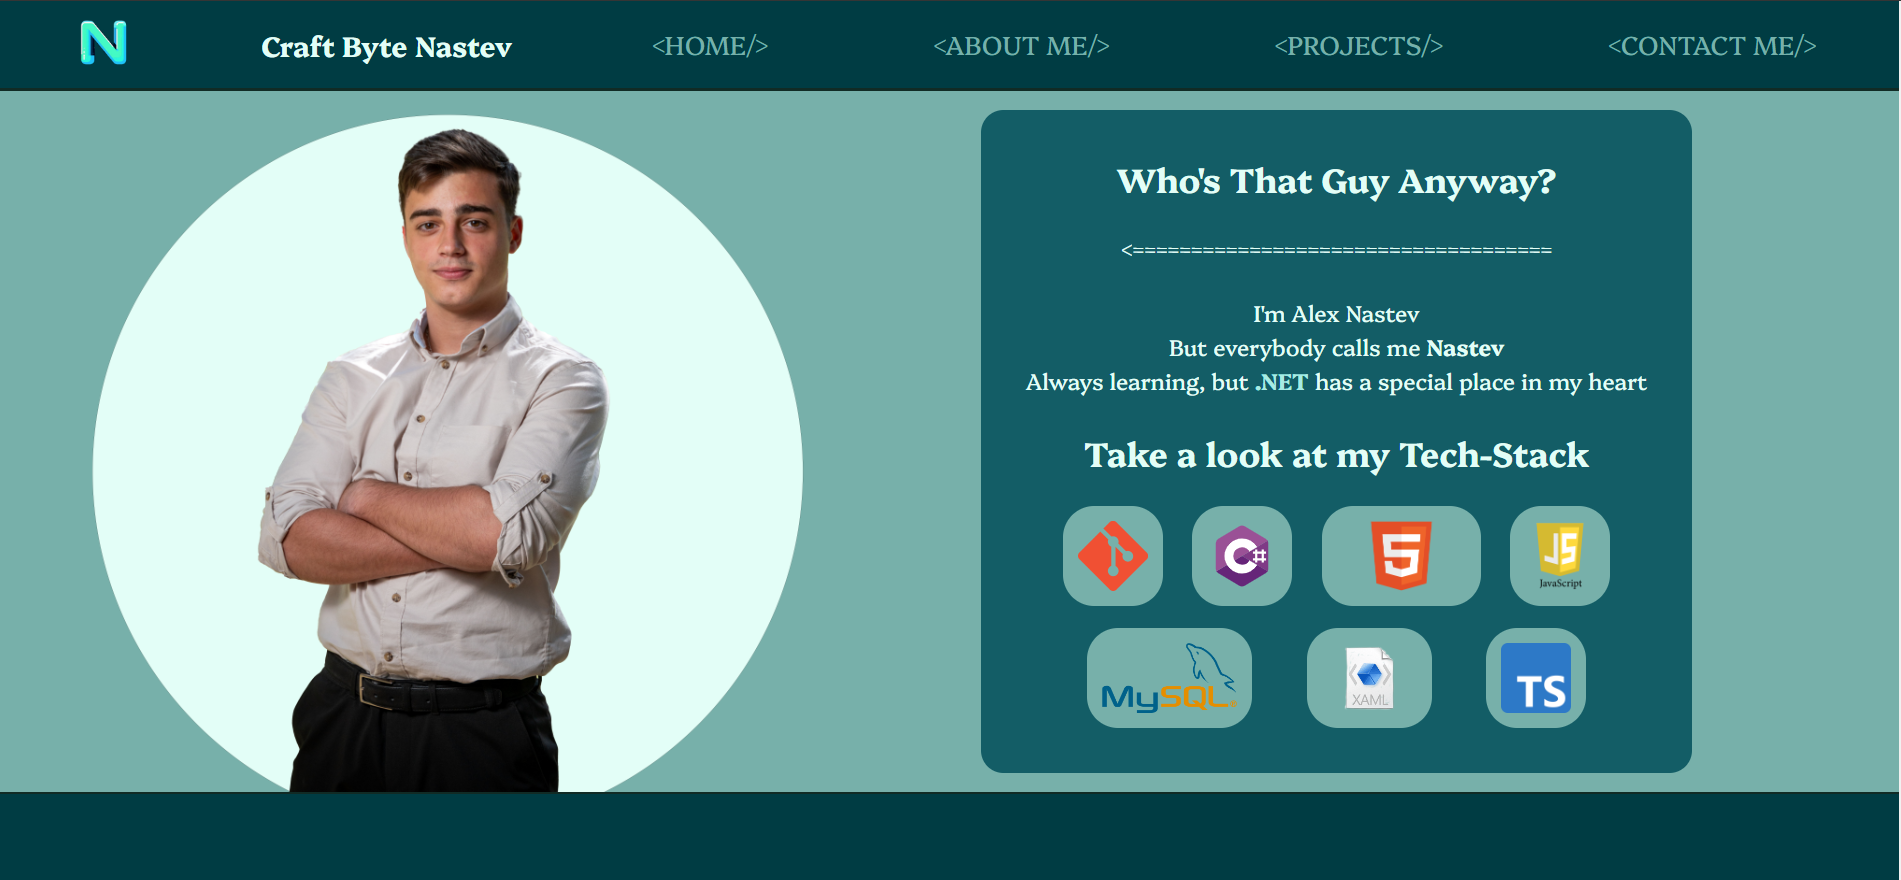 N
Craft Byte Nastev
<HOME/>
<ABOUT ME/>
<PROJECTS/>
<CONTACT ME/>
Who's That Guy Anyway?
<====================================
I'm Alex Nastev
But everybody calls me Nastev
Always learning, but .NET has a special place in my heart
Take a look at my Tech-Stack
C#
5
JS
JavaScript
MySQL
XAML
TS